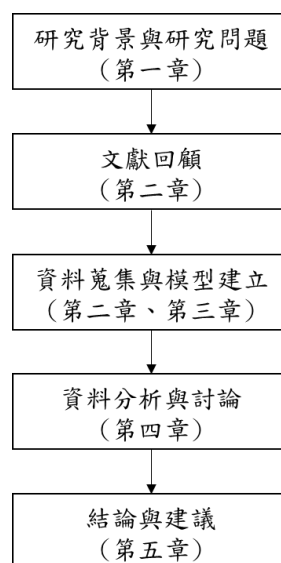 研究背景與研究問題
（第一章）
文獻回顧
（第二章）
資料蒐集與模型建立
（第二章、第三章）
資料分析與討論
（第四章）
結論與建議
（第五章）